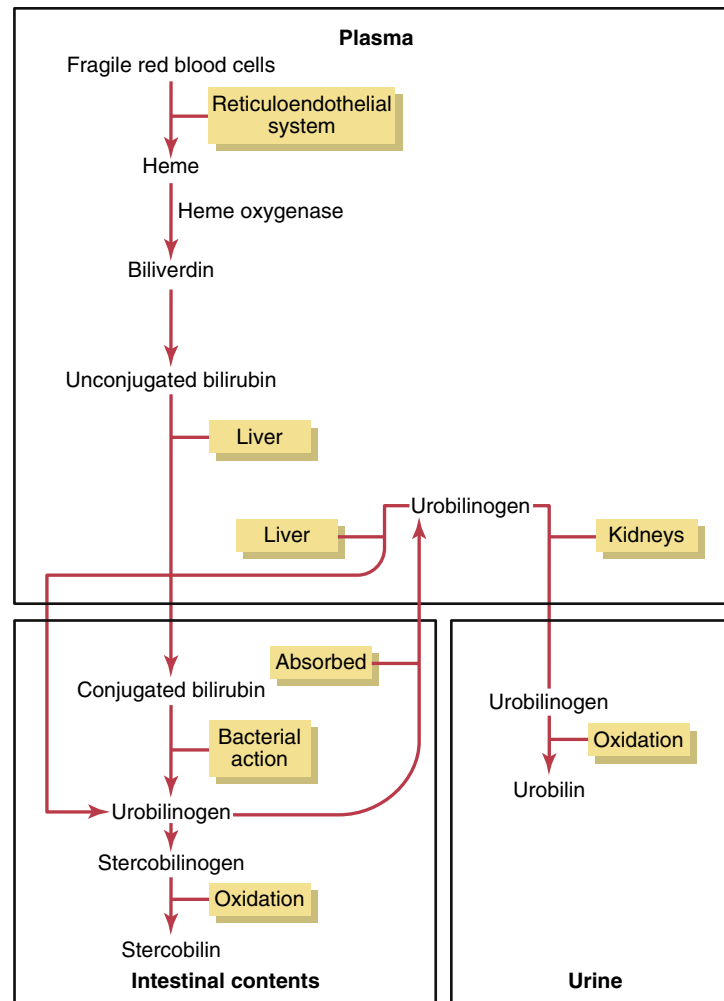 Plasma
Fragile red blood cells
Reticuloendothelial
system
Heme
Heme oxygenase
Biliverdin
Unconjugated bilirubin
Liver
Urobilinogen
Liver
Kidneys
Absorbed
Conjugated bilirubin
Bacterial
action
Urobilinogen
Stercobilinogen
Oxidation
Stercobilin
Intestinal contents
Urobilinogen
Oxidation
Urobilin
Urine